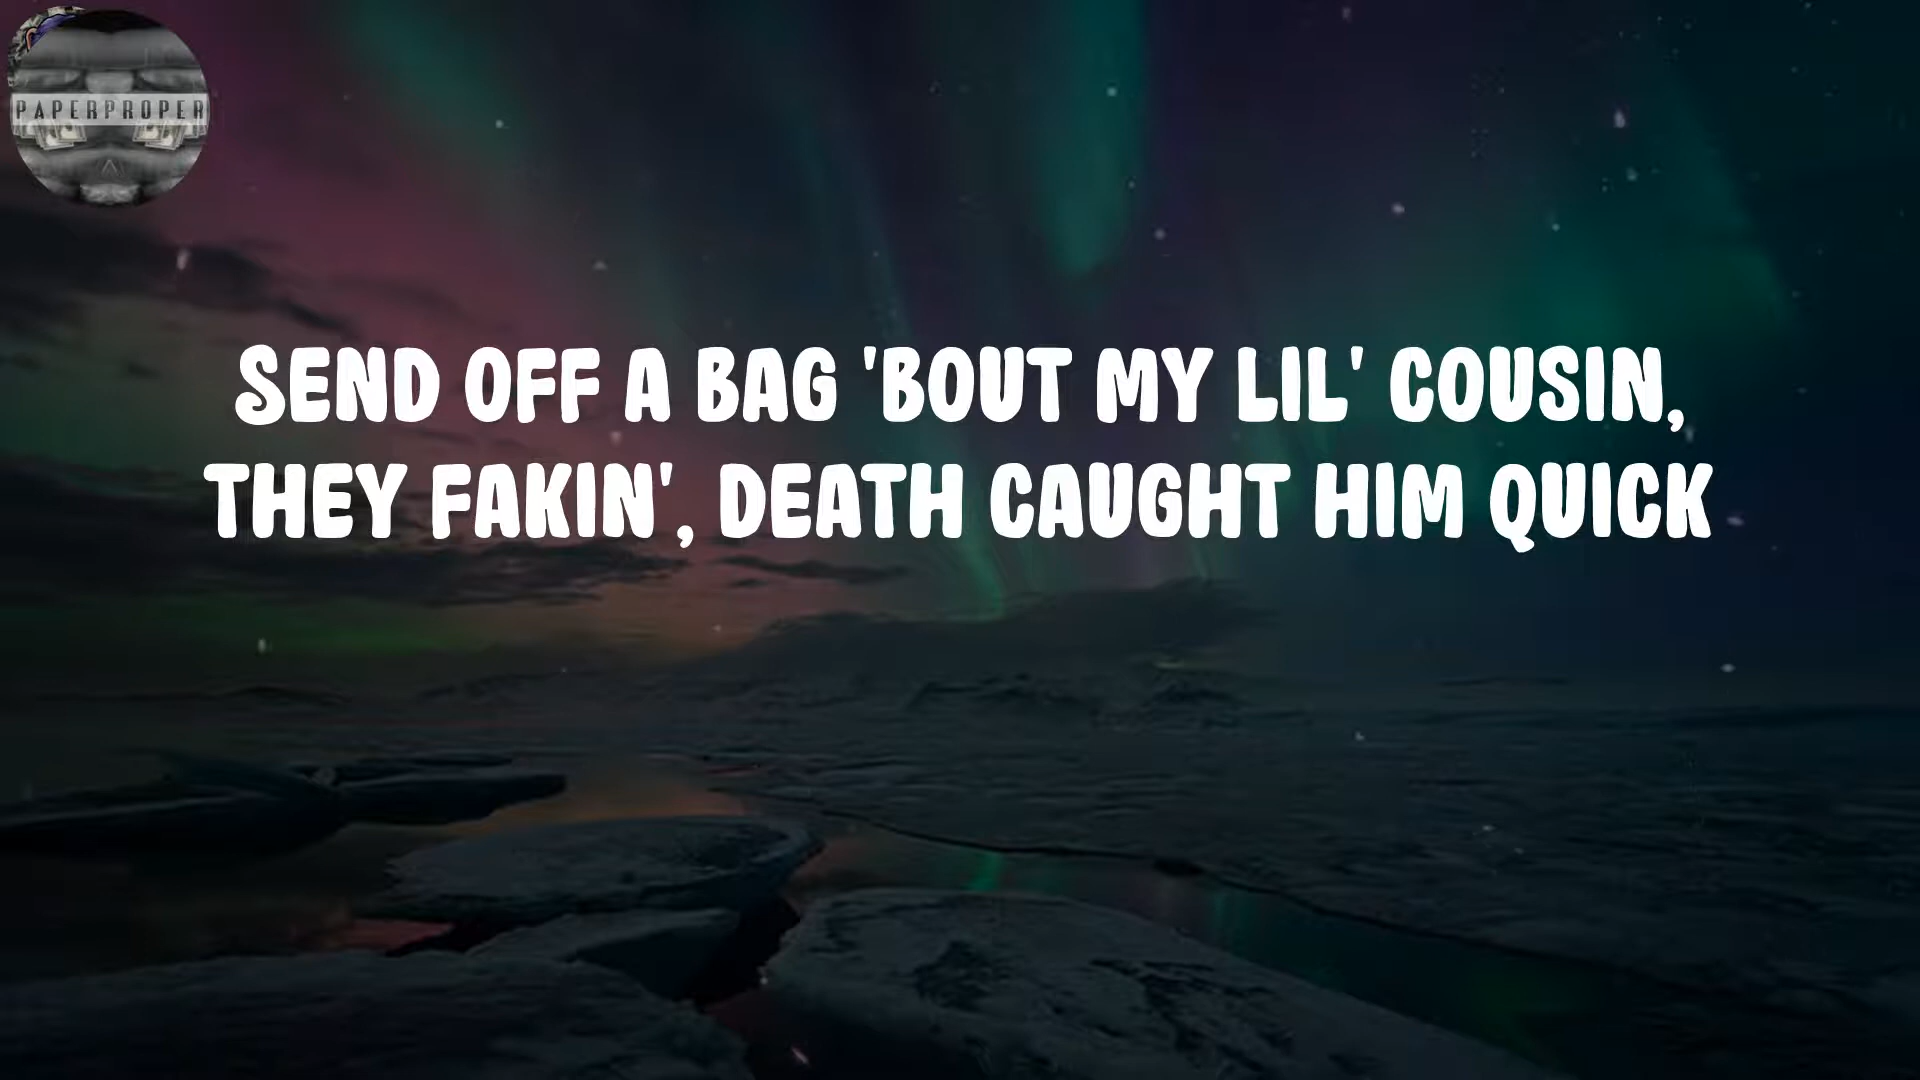 PAPERPROPER
SEND OFF A BAG 'BOUT MY LIL' COUSIN,
THEY FAKIN', DEATH CAUGHT HIM QUICK